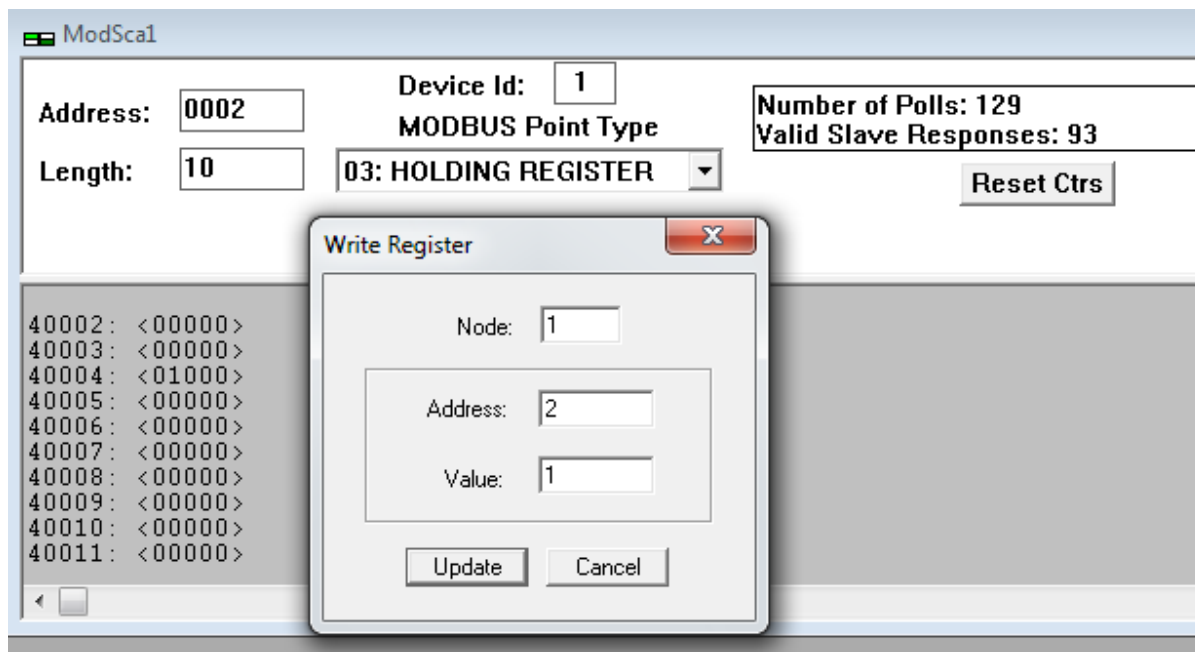 ModSca1
Address: 0002
Device Id: 1
MODBUS Point Type
Length: 10
03: HOLDING REGISTER
Number of Polls: 129
Valid Slave Responses: 93
Reset Ctrs
Write Register
Node: 1
Address: 2
Value: 1
Update Cancel
40002: <00000>
40003: <00000>
40004: <01000>
40005: <00000>
40006: <00000>
40007: <00000>
40008: <00000>
40009: <00000>
40010: <00000>
40011: <00000>